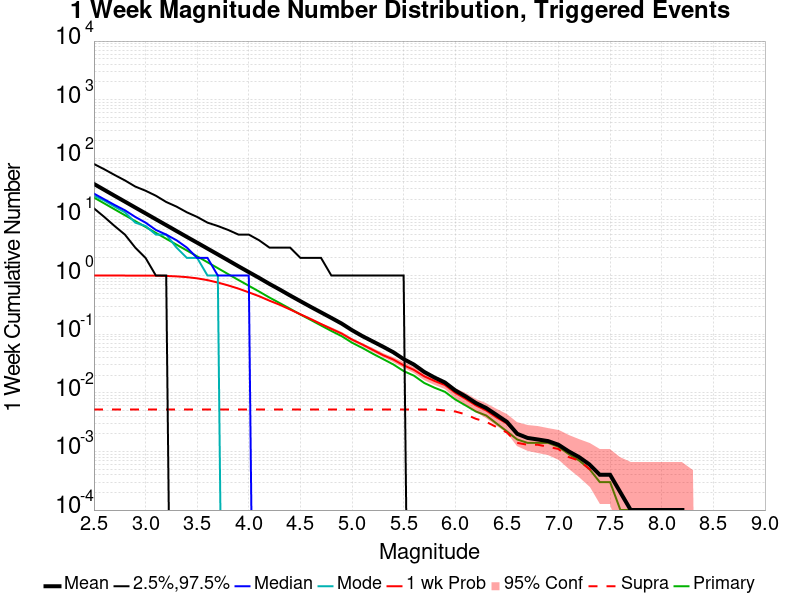 1 Week Magnitude Number Distribution, Triggered Events
1 Week Cumulative Number
10^4
10^3
10^2
10^1
10^0
10^-1
10^-2
10^-3
10^-4
2.5 3.0 3.5 4.0 4.5 5.0 5.5 6.0 6.5 7.0 7.5 8.0 8.5 9.0
Magnitude
Mean 2.5%,97.5% Median Mode 1 wk Prob 95% Conf Supra Primary